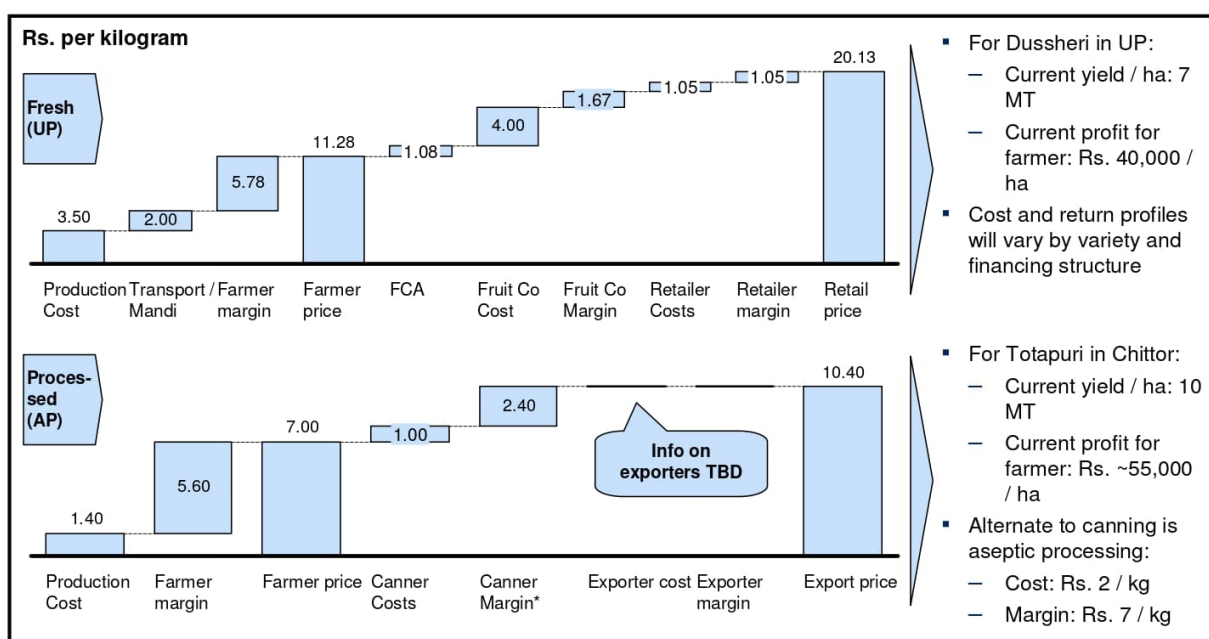 Rs. per kilogram
Fresh
(UP)
3.50
2.00
5.78
11.28
1.08
4.00
1.67
1.05
1.05
20.13
Production
Cost
Transport /
Mandi
Farmer
margin
Farmer
price
FCA
Fruit Co
Cost
Fruit Co
Margin
Retailer
Costs
Retailer
margin
Retail
price
▪ For Dussheri in UP:
– Current yield / ha: 7
MT
– Current profit for
farmer: Rs. 40,000 /
ha
▪ Cost and return profiles
will vary by variety and
financing structure
Proces-
sed
(AP)
1.40
5.60
7.00
1.00
2.40
Info on
exporters TBD
10.40
Production
Cost
Farmer
margin
Farmer price
Canner
Costs
Canner
Margin*
Exporter cost
Exporter
margin
Export price
▪ For Totapuri in Chittor:
– Current yield / ha: 10
MT
– Current profit for
farmer: Rs. ~55,000
/ ha
▪ Alternate to canning is
aseptic processing:
– Cost: Rs. 2 / kg
– Margin: Rs. 7 / kg